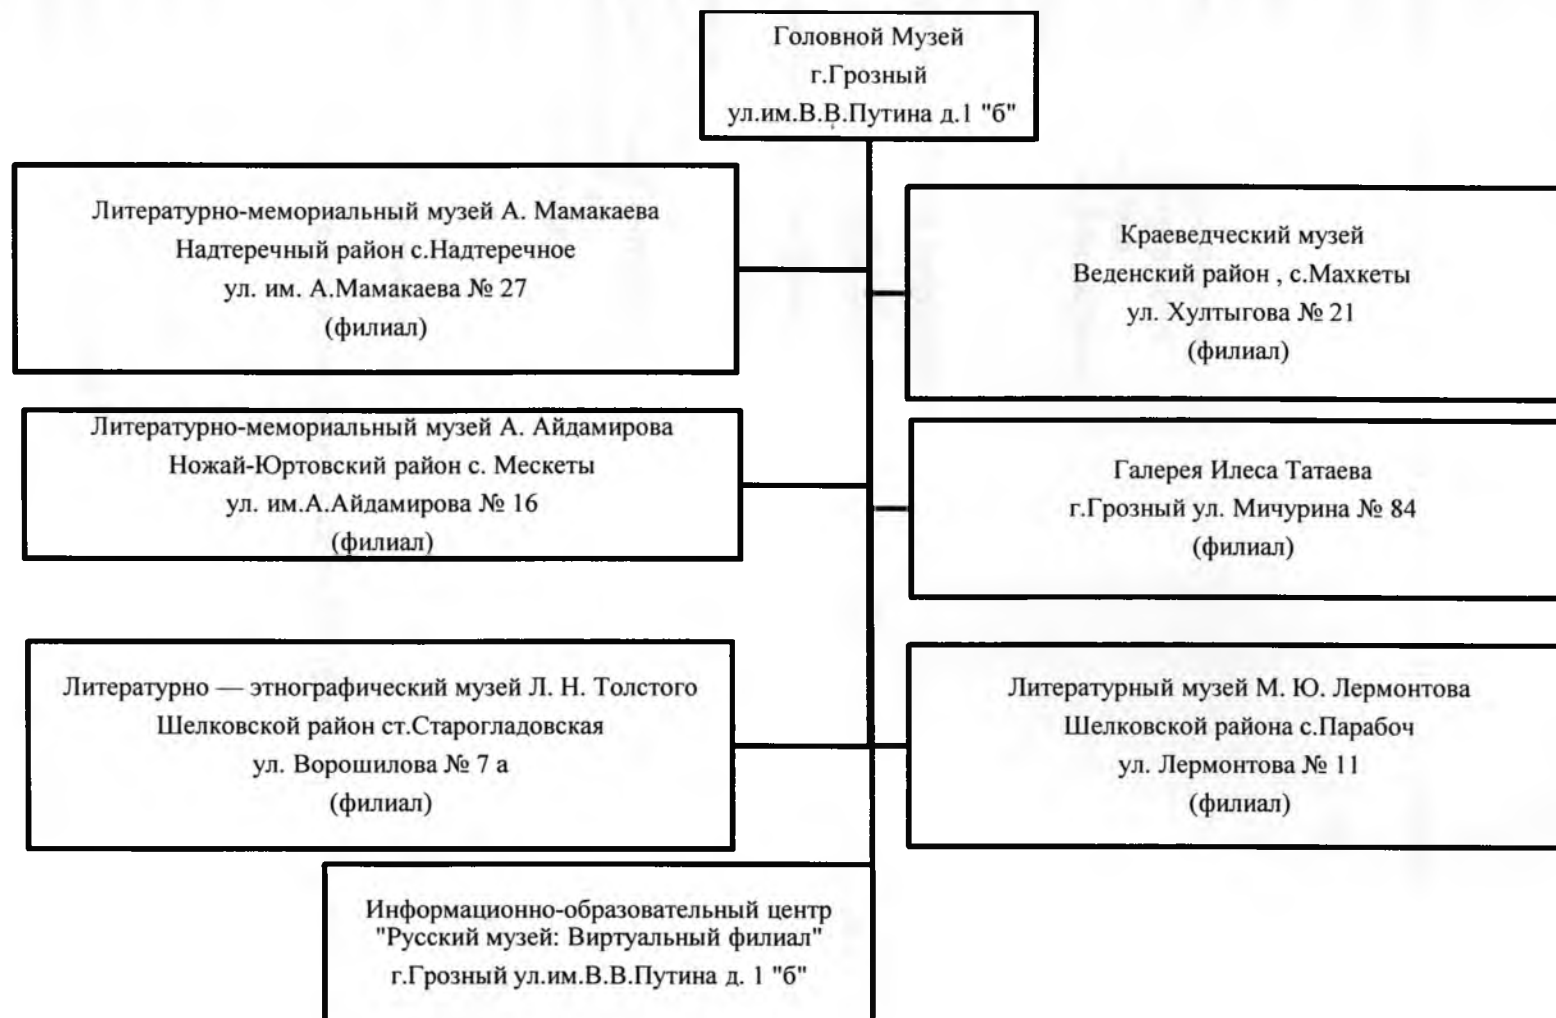 Головной Музей
г.Грозный
ул.им.В.В.Путина д.1 "б"
Литературно-мемориальный музей А. Мамакаева
Надтеречный район с.Надтеречное
ул. им. А.Мамакаева № 27
(филиал)
Краеведческий музей
Веденский район , с.Махкеты
ул. Хултыгова № 21
(филиал)
Литературно-мемориальный музей А. Айдамирова
Ножай-Юртовский район с. Мескеты
ул. им.А.Айдамирова № 16
(филиал)
Галерея Илеса Татаева
г.Грозный ул. Мичурина № 84
(филиал)
Литературно — этнографический музей Л. Н. Толстого
Шелковской район ст.Старогладовская
ул. Ворошилова № 7 а
(филиал)
Литературный музей М. Ю. Лермонтова
Шелковской района с.Парабоч
ул. Лермонтова № 11
(филиал)
Информационно-образовательный центр
"Русский музей: Виртуальный филиал"
г.Грозный ул.им.В.В.Путина д. 1 "б"